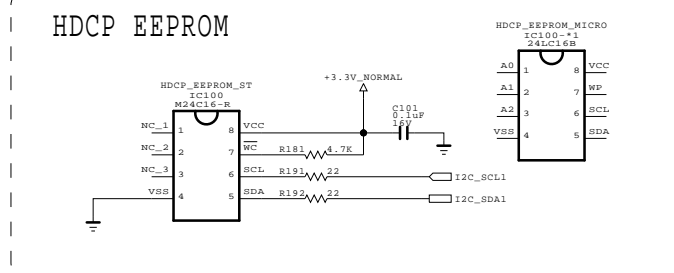 HDCP EEPROM
HDCP_EEPROM_MICRO
IC100-*1
24LC16B
A0 1 8 VCC
A1 2 7 WP
A2 3 6 SCL
VSS 4 5 SDA
+3.3V_NORMAL
HDCP_EEPROM_ST
IC100
M24C16-R
C101
0.1uF
16V
NC_1 1 8 VCC
NC_2 2 7 WC R181 4.7K
NC_3 3 6 SCL R191 22 I2C_SCL1
VSS 4 5 SDA R192 22 I2C_SDA1